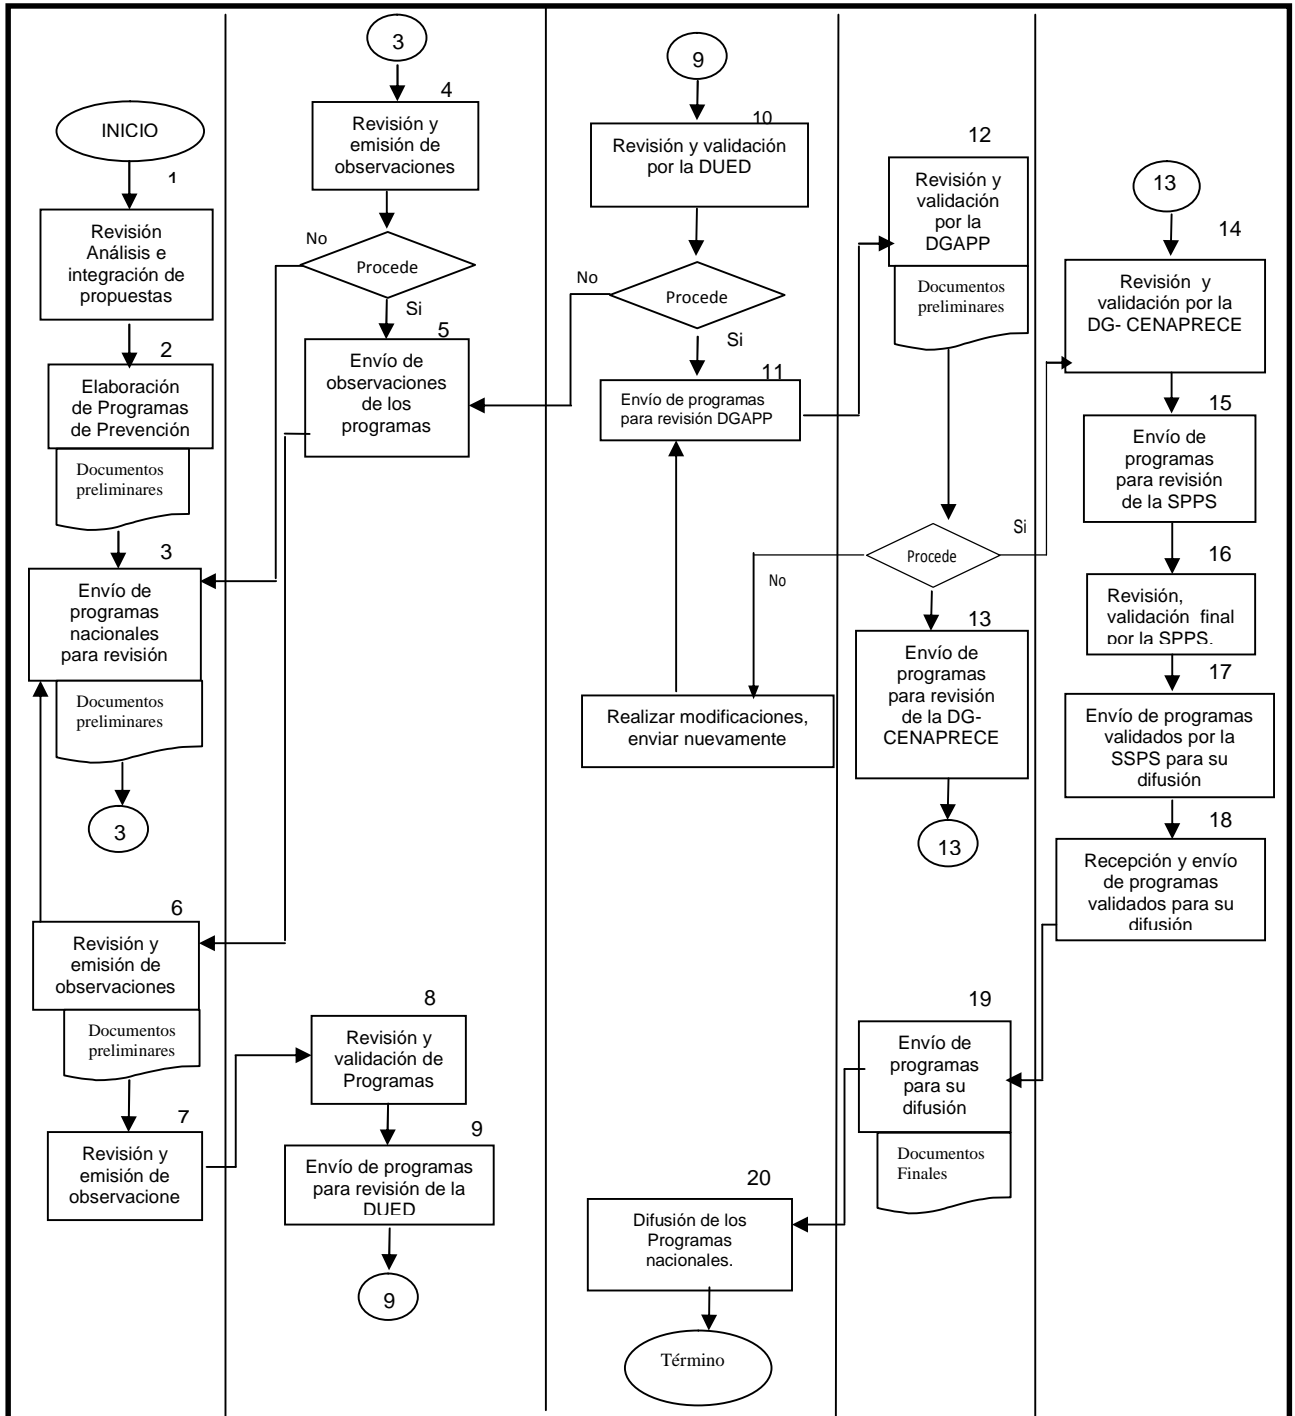 INICIO
1
Revisión
Análisis e
integración de
propuestas
2
Elaboración
de Programas
de Prevención
Documentos
preliminares
3
Envío de
programas
nacionales
para revisión
Documentos
preliminares
3
6
Revisión y
emisión de
observaciones
Documentos
preliminares
7
Revisión y
emisión de
observacione
3
4
Revisión y
emisión de
observaciones
No
Procede
Si
5
Envío de
observaciones
de los
programas
8
Revisión y
validación de
Programas
9
Envío de programas
para revisión de la
DUED
9
9
10
Revisión y validación
por la DUED
No
Procede
Si
11
Envío de programas
para revisión DGAPP
Realizar modificaciones,
enviar nuevamente
20
Difusión de los
Programas
nacionales.
Término
12
Revisión y
validación
por la
DGAPP
Documentos
preliminares
Si
Procede
No
13
Envío de
programas
para revisión
de la DG-
CENAPRECE
13
19
Envío de
programas
para su
difusión
Documentos
Finales
13
14
Revisión y
validación por la
DG- CENAPRECE
15
Envío de
programas
para revisión
de la SPPS
16
Revisión,
validación final
por la SPPS.
17
Envío de programas
validados por la
SSPS para su
difusión
18
Recepción y envío
de programas
validados para su
difusión